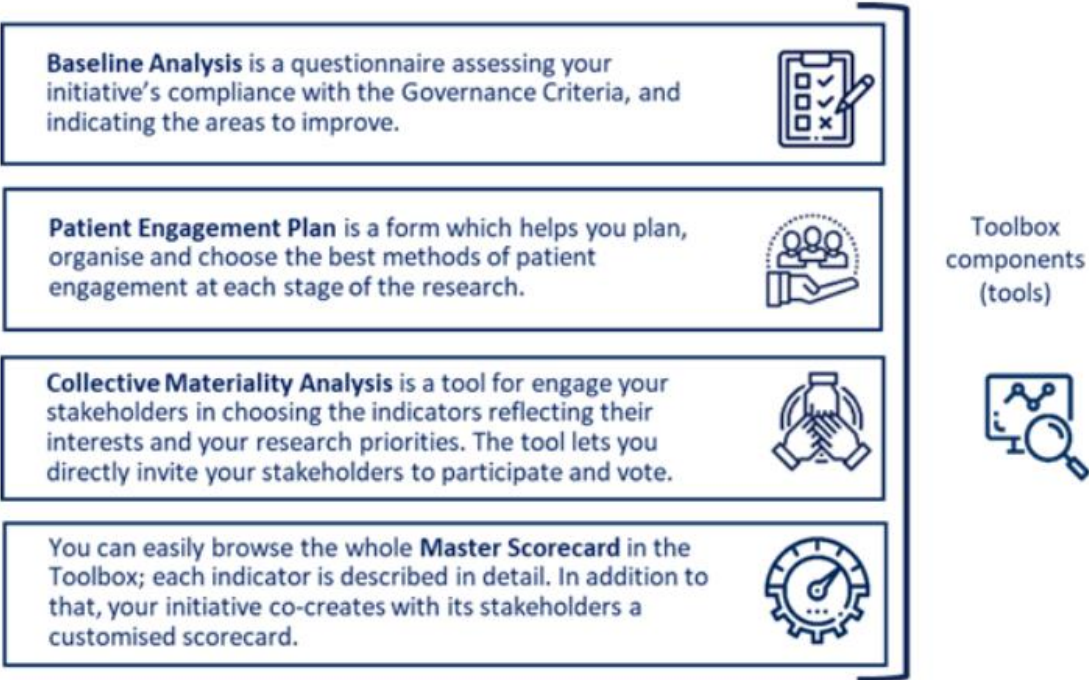 Baseline Analysis is a questionnaire assessing your
initiative's compliance with the Governance Criteria, and
indicating the areas to improve.
Patient Engagement Plan is a form which helps you plan,
organise and choose the best methods of patient
engagement at each stage of the research.
Collective Materiality Analysis is a tool for engage your
stakeholders in choosing the indicators reflecting their
interests and your research priorities. The tool lets you
directly invite your stakeholders to participate and vote.
You can easily browse the whole Master Scorecard in the
Toolbox; each indicator is described in detail. In addition to
that, your initiative co-creates with its stakeholders a
customised scorecard.
Toolbox
components
(tools)